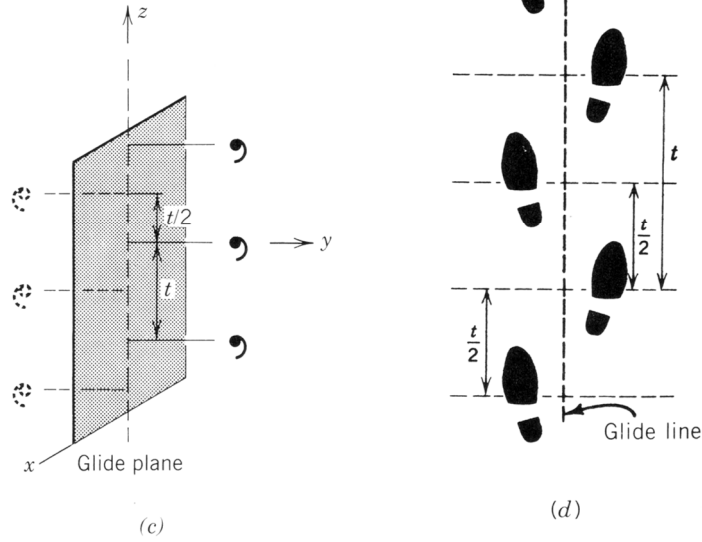 z
t/2
y
t
x
Glide plane
(c)
t
t/2
t/2
Glide line
(d)